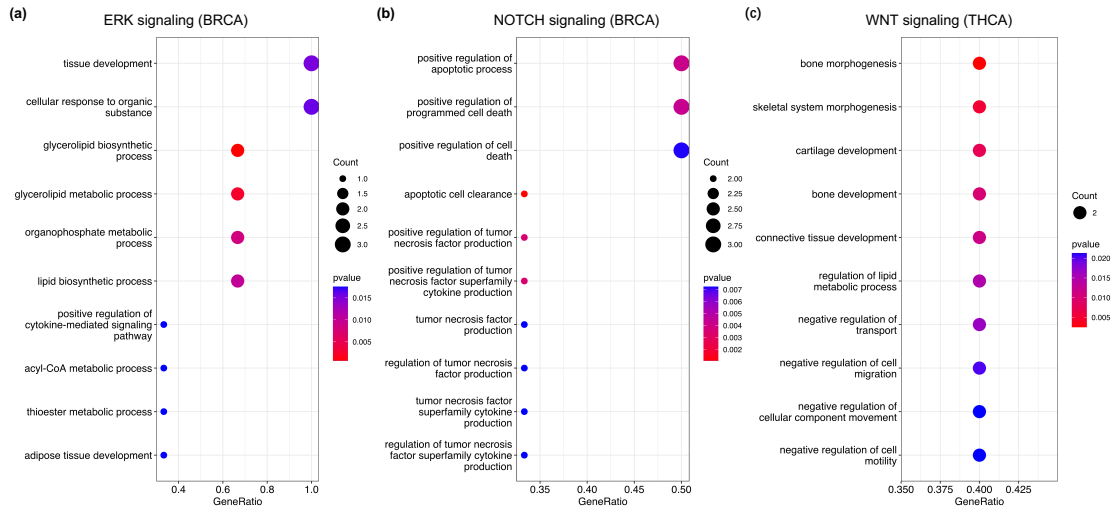 (a)
ERK signaling (BRCA)
tissue development
cellular response to organic
substance
glycerolipid biosynthetic
process
glycerolipid metabolic process
organophosphate metabolic
process
lipid biosynthetic process
positive regulation of
cytokine-mediated signaling
pathway
acyl-CoA metabolic process
thioester metabolic process
adipose tissue development
0.4
0.6
0.8
1.0
GeneRatio
Count
1.0
1.5
2.0
2.5
3.0
pvalue
0.015
0.010
0.005
(b)
NOTCH signaling (BRCA)
positive regulation of
apoptotic process
positive regulation of
programmed cell death
positive regulation of cell
death
apoptotic cell clearance
positive regulation of tumor
necrosis factor production
positive regulation of tumor
necrosis factor superfamily
cytokine production
tumor necrosis factor
production
regulation of tumor necrosis
factor production
tumor necrosis factor
superfamily cytokine
production
regulation of tumor necrosis
factor superfamily cytokine
production
0.35
0.40
0.45
0.50
GeneRatio
Count
2.00
2.25
2.50
2.75
3.00
pvalue
0.007
0.006
0.005
0.004
0.003
0.002
(c)
WNT signaling (THCA)
bone morphogenesis
skeletal system morphogenesis
cartilage development
bone development
connective tissue development
regulation of lipid
metabolic process
negative regulation of
transport
negative regulation of cell
migration
negative regulation of
cellular component movement
negative regulation of cell
motility
0.350
0.375
0.400
0.425
GeneRatio
Count
2
pvalue
0.020
0.015
0.010
0.005